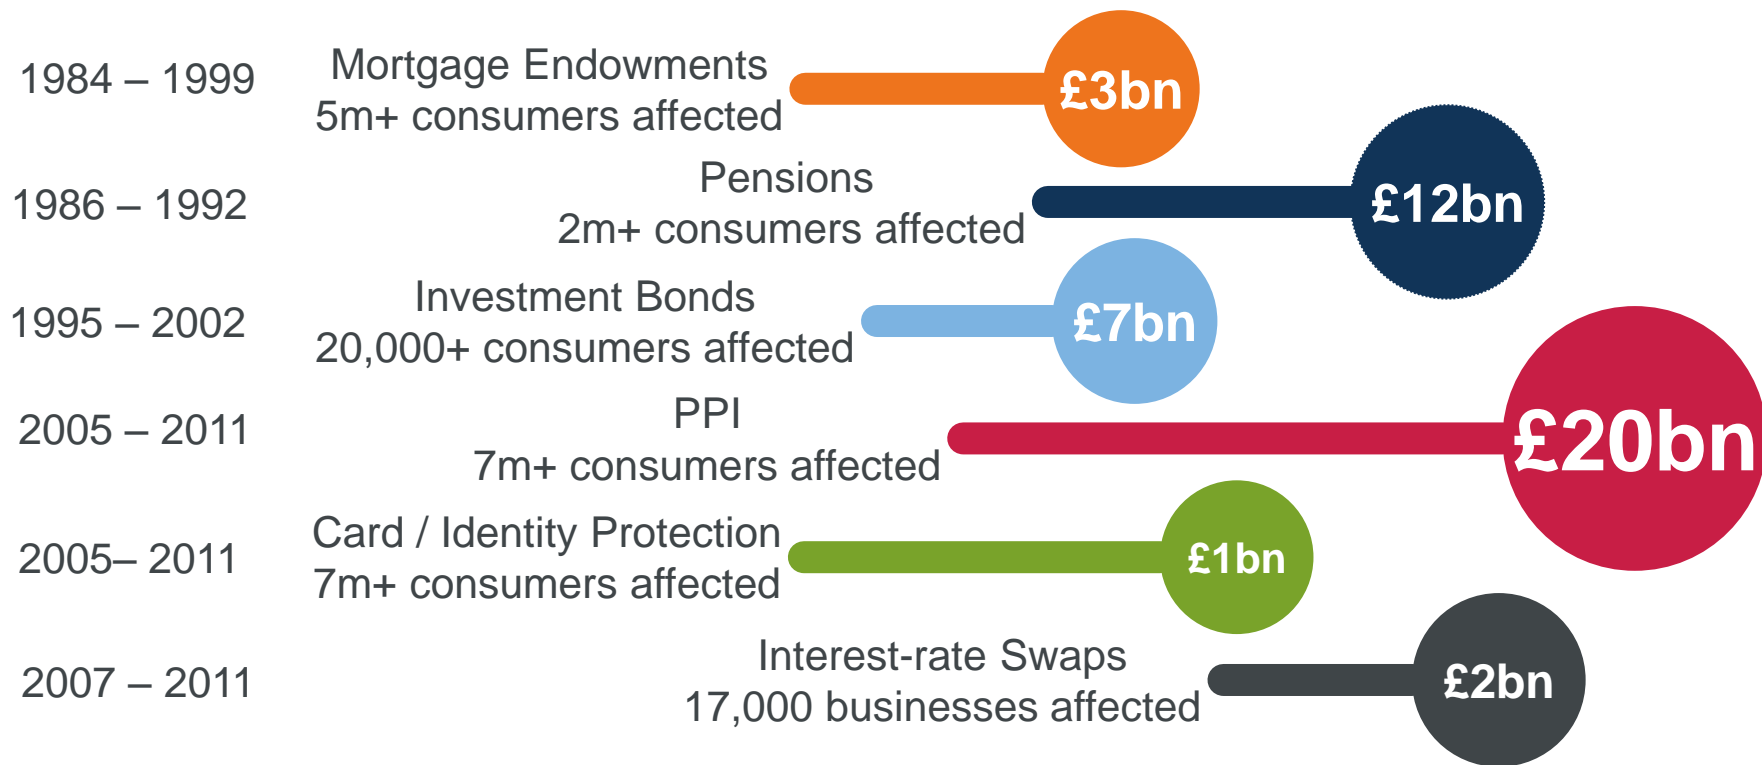 1984 – 1999
Mortgage Endowments
5m+ consumers affected
£3bn
1986 – 1992
Pensions
2m+ consumers affected
£12bn
1995 – 2002
Investment Bonds
20,000+ consumers affected
£7bn
2005 – 2011
PPI
7m+ consumers affected
£20bn
2005– 2011
Card / Identity Protection
7m+ consumers affected
£1bn
2007 – 2011
Interest-rate Swaps
17,000 businesses affected
£2bn